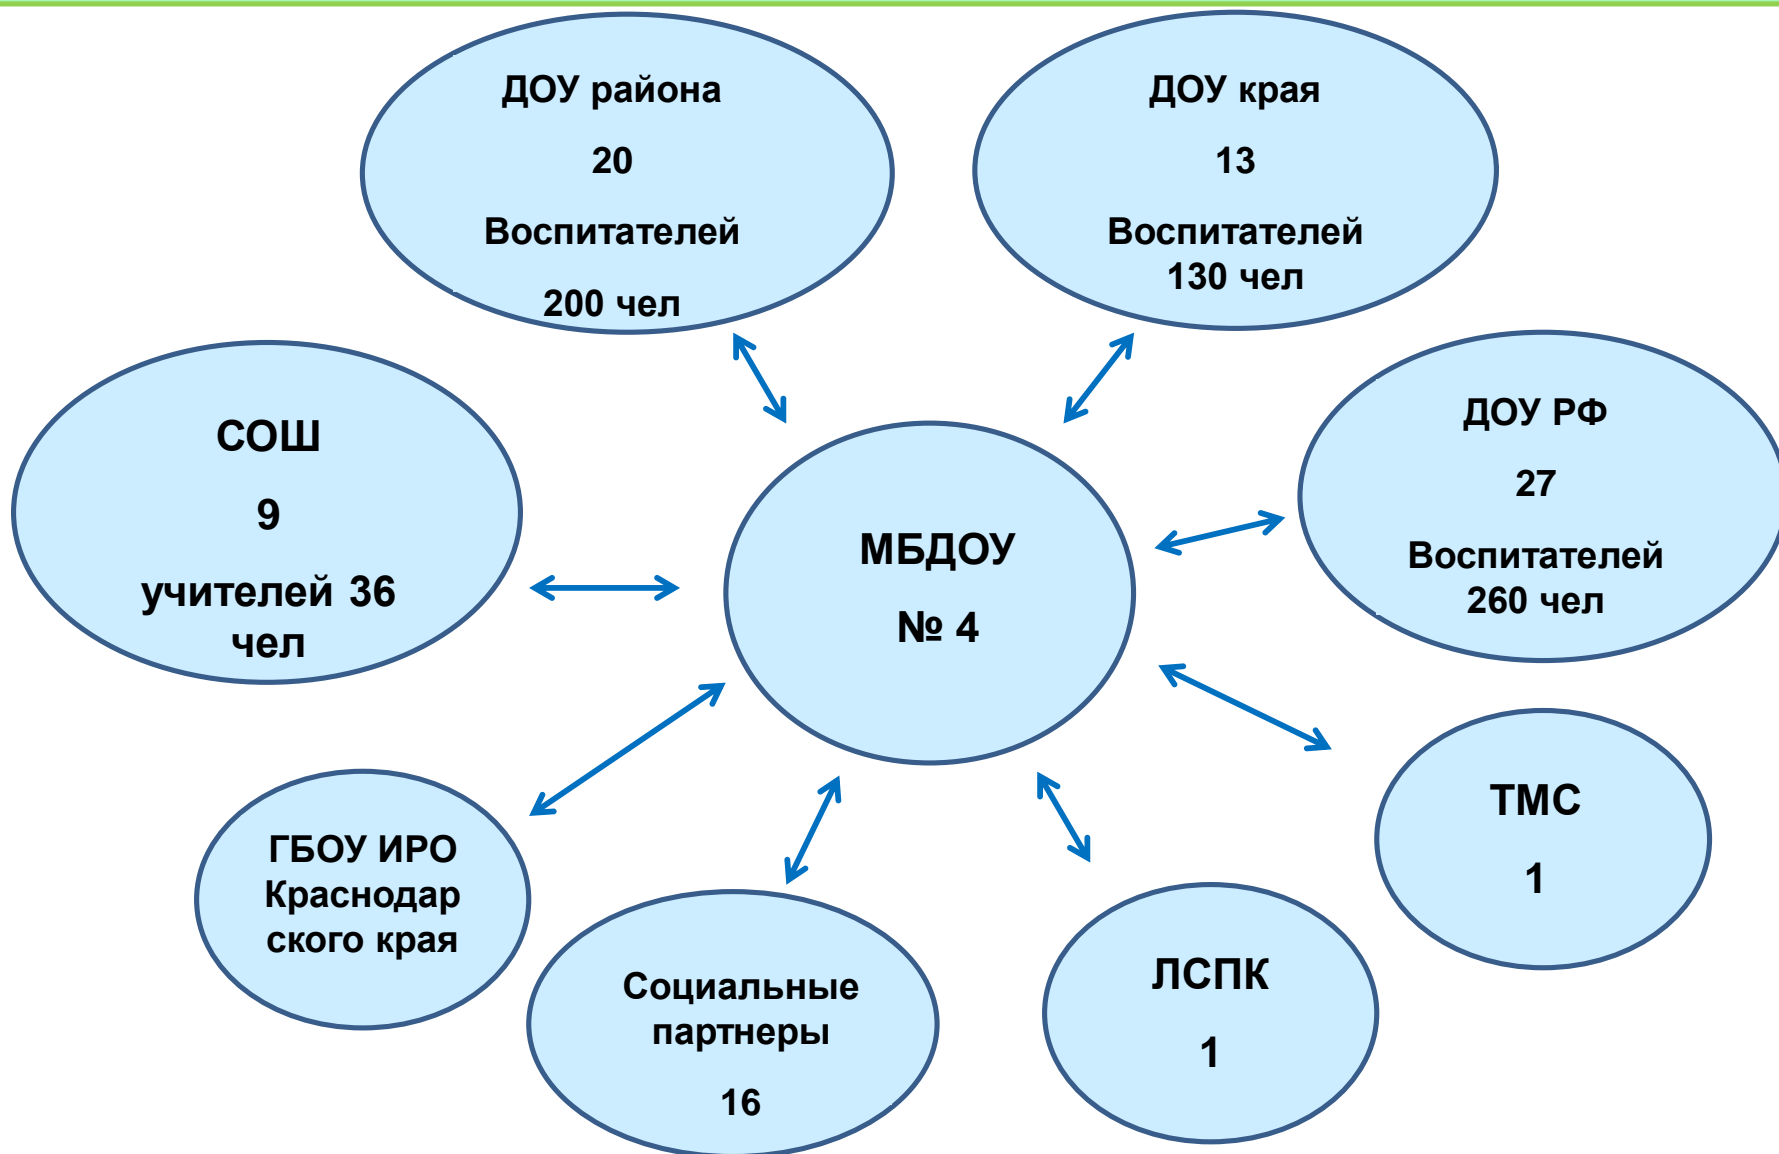 ДОУ района
20
Воспитателей
200 чел
ДОУ края
13
Воспитателей
130 чел
СОШ
9
учителей 36
чел
МБДОУ
№ 4
ДОУ РФ
27
Воспитателей
260 чел
ГБОУ ИРО
Краснодар
ского края
Социальные
партнеры
16
ЛСПК
1
ТМС
1